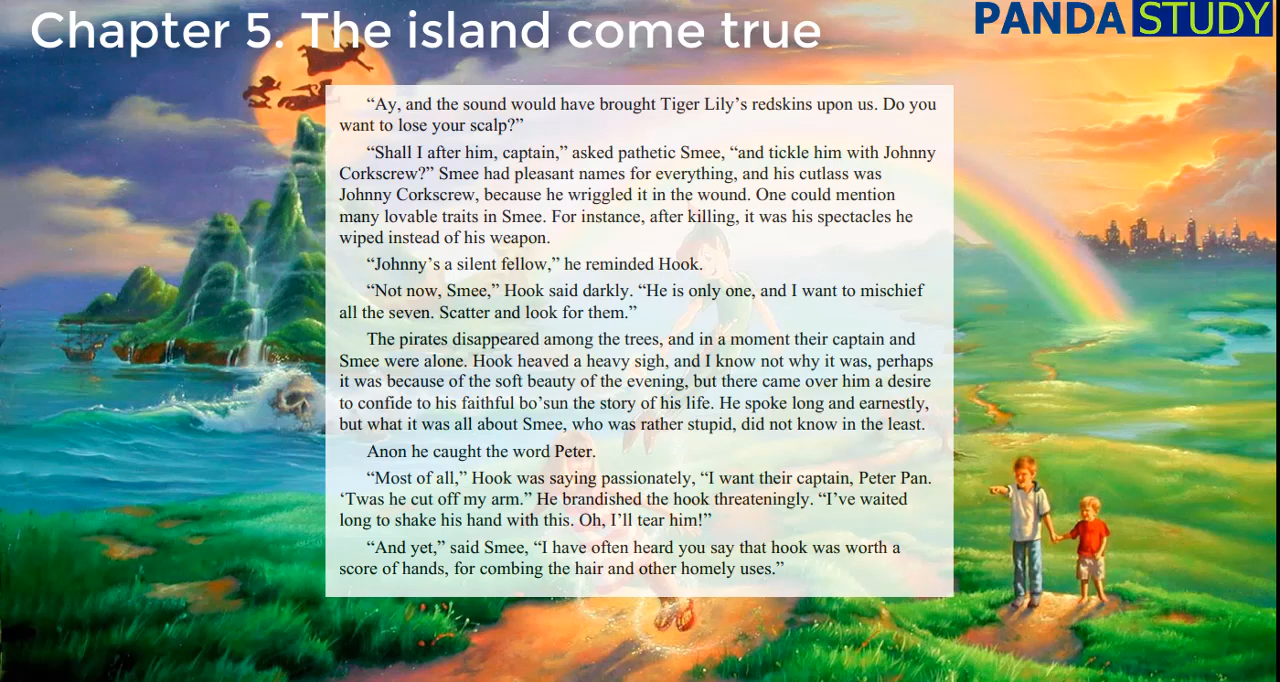 Chapter 5. The island come true
PANDA STUDY
“Ay, and the sound would have brought Tiger Lily’s redskins upon us. Do you
want to lose your scalp?”
“Shall I after him, captain,” asked pathetic Smee, “and tickle him with Johnny
Corkscrew?” Smee had pleasant names for everything, and his cutlass was
Johnny Corkscrew, because he wriggled it in the wound. One could mention
many lovable traits in Smee. For instance, after killing, it was his spectacles he
wiped instead of his weapon.
“Johnny’s a silent fellow,” he reminded Hook.
“Not now, Smee,” Hook said darkly. “He is only one, and I want to mischief
all the seven. Scatter and look for them.”
The pirates disappeared among the trees, and in a moment their captain and
Smee were alone. Hook heaved a heavy sigh, and I know not why it was, perhaps
it was because of the soft beauty of the evening, but there came over him a desire
to confide to his faithful bo’sun the story of his life. He spoke long and earnestly,
but what it was all about Smee, who was rather stupid, did not know in the least.
Anon he caught the word Peter.
“Most of all,” Hook was saying passionately, “I want their captain, Peter Pan.
‘Twas he cut off my arm.” He brandished the hook threateningly. “I’ve waited
long to shake his hand with this. Oh, I’ll tear him!”
“And yet,” said Smee, “I have often heard you say that hook was worth a
score of hands, for combing the hair and other homely uses.”